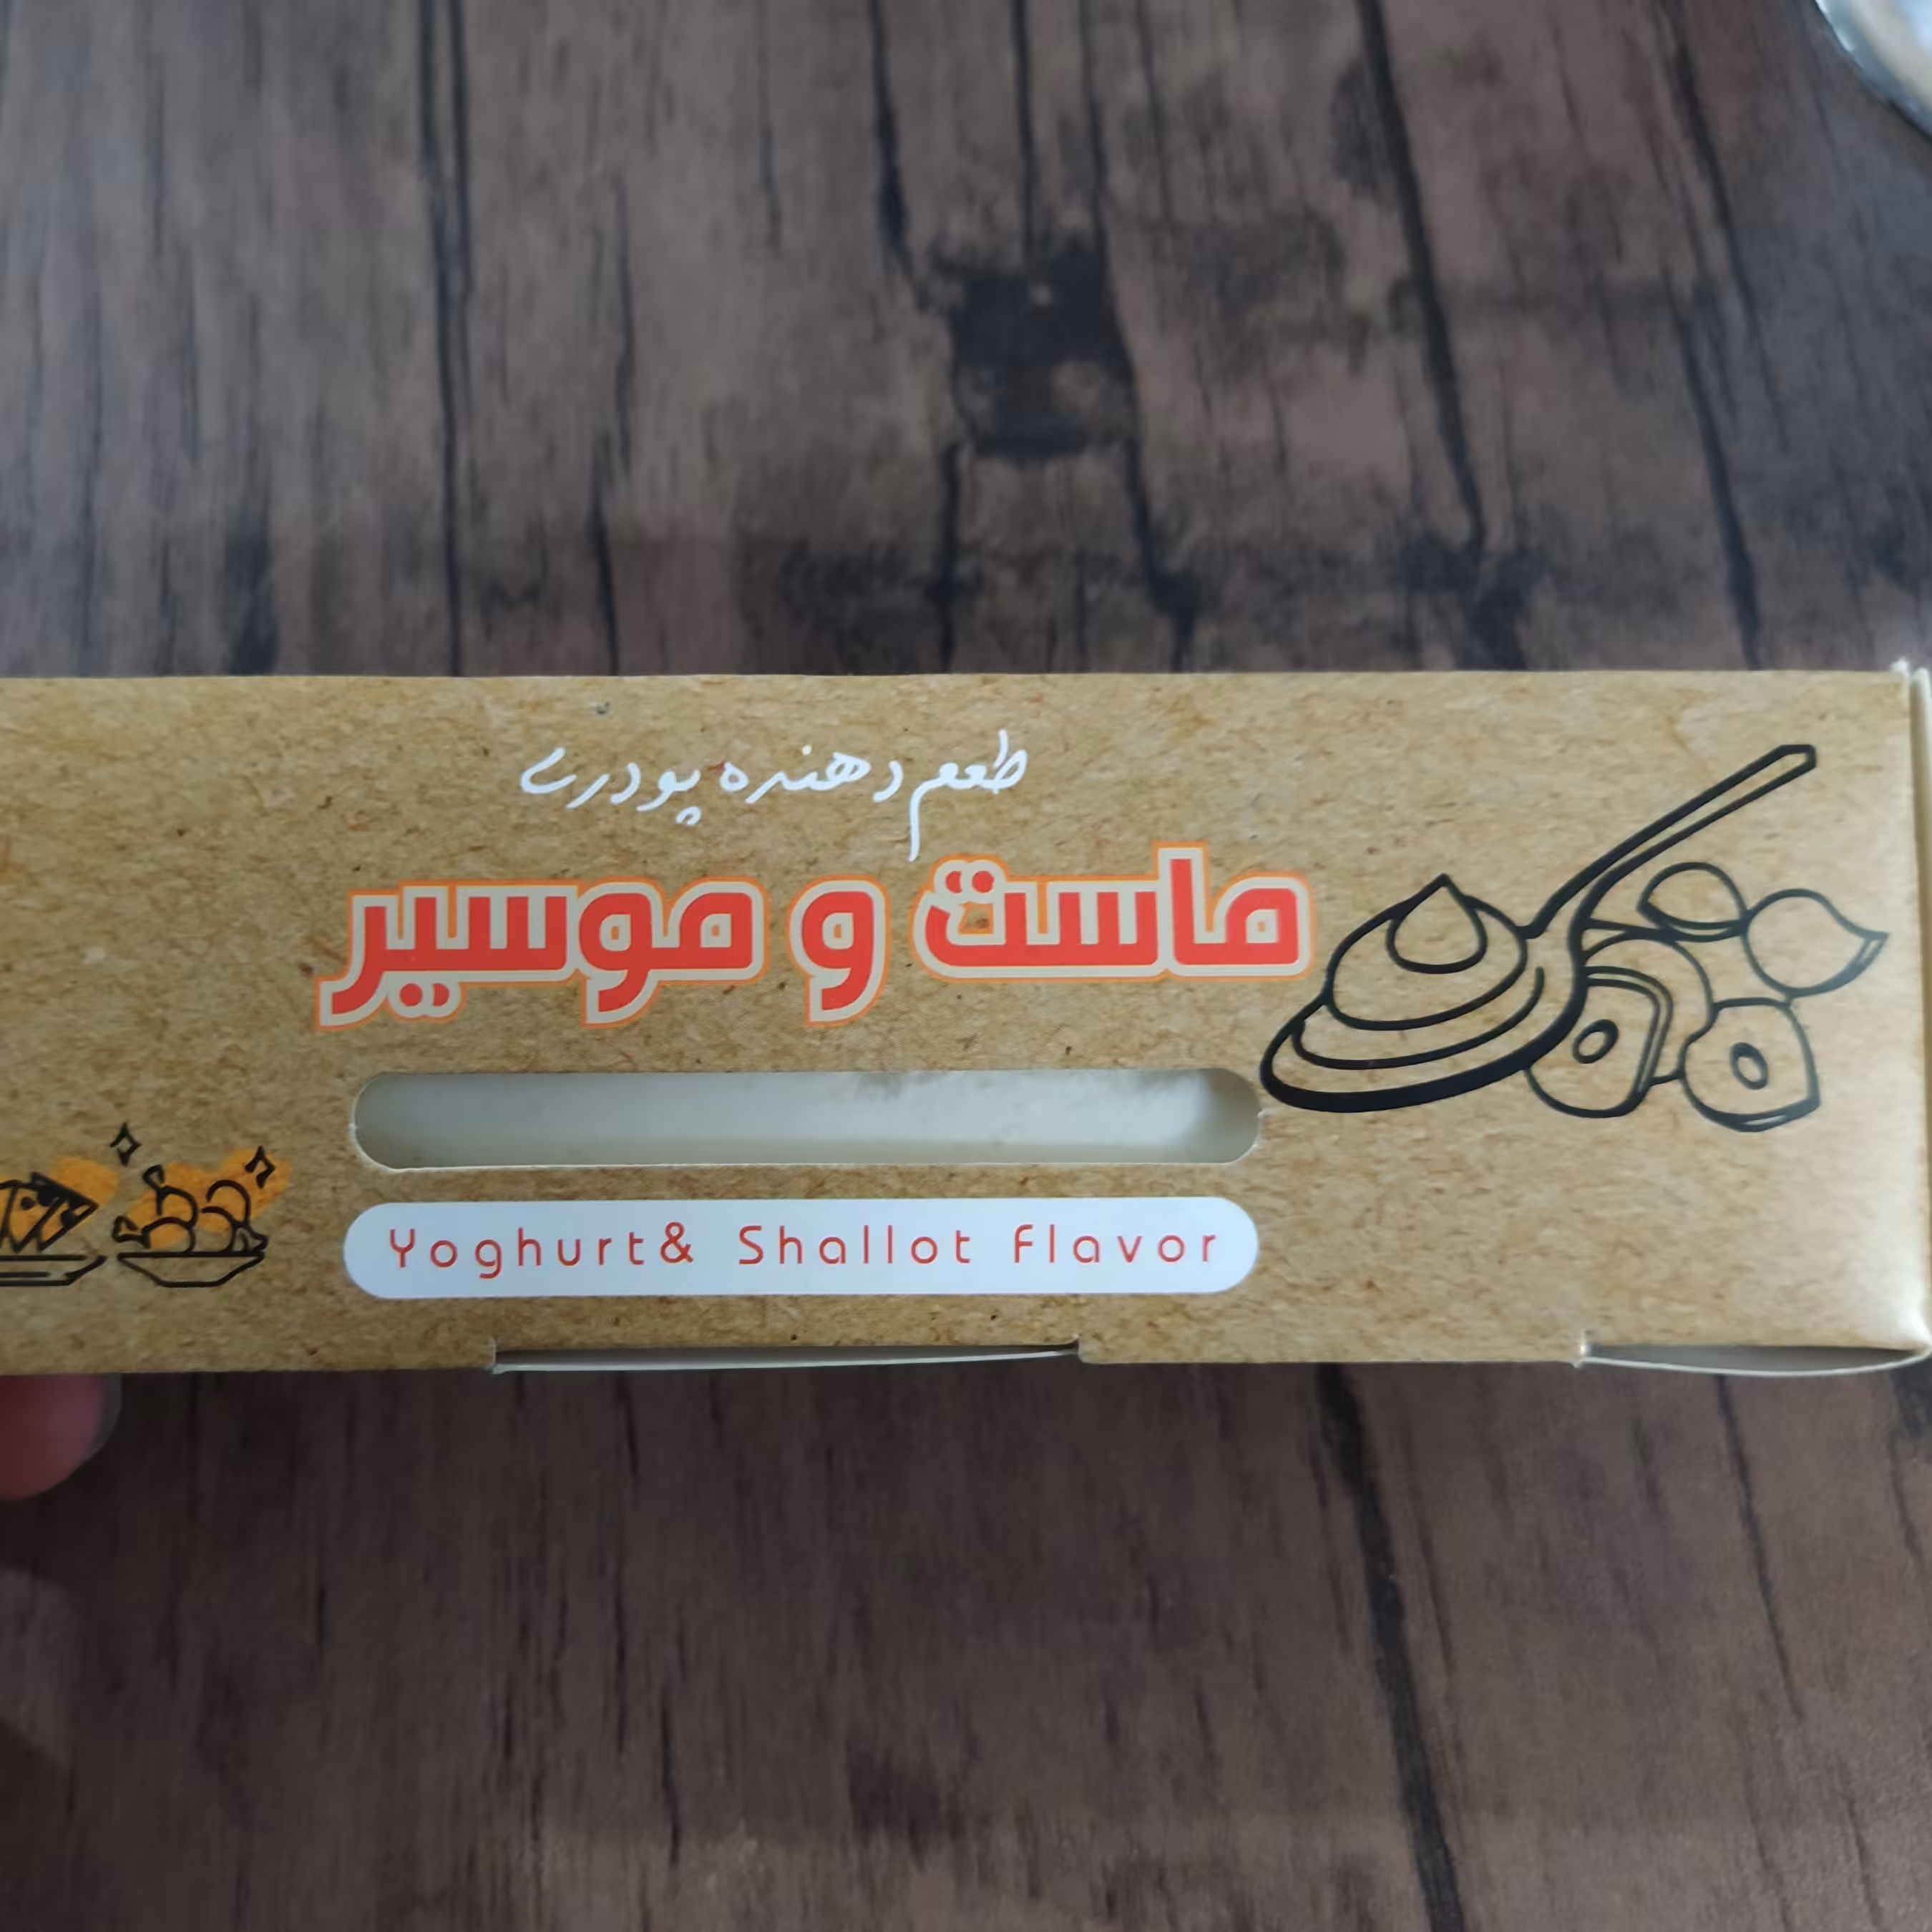 طعم دهنده پودری
ماست و موسیر
Yoghurt& Shallot Flavor